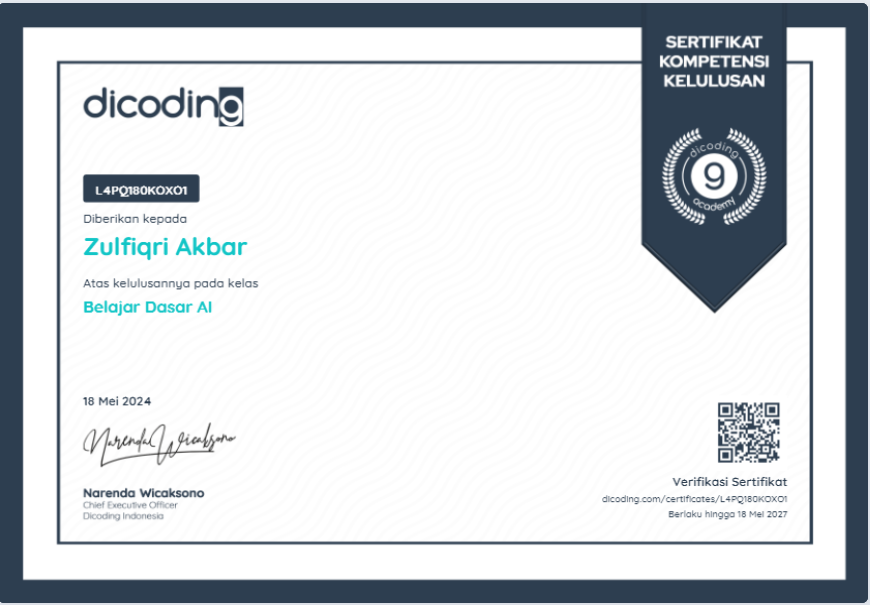 SERTIFIKAT
KOMPETENSI
KELULUSAN
dicoding
dicoding
9
academy
L4PQ180KOXO1
Diberikan kepada
Zulfiqri Akbar
Atas kelulusannya pada kelas
Belajar Dasar AI
18 Mei 2024
Narenda Wicaksono
Narenda Wicaksono
Chief Executive Officer
Dicoding Indonesia
Verifikasi Sertifikat
dicoding.com/certificates/L4PQ180KOXO1
Berlaku hingga 18 Mei 2027